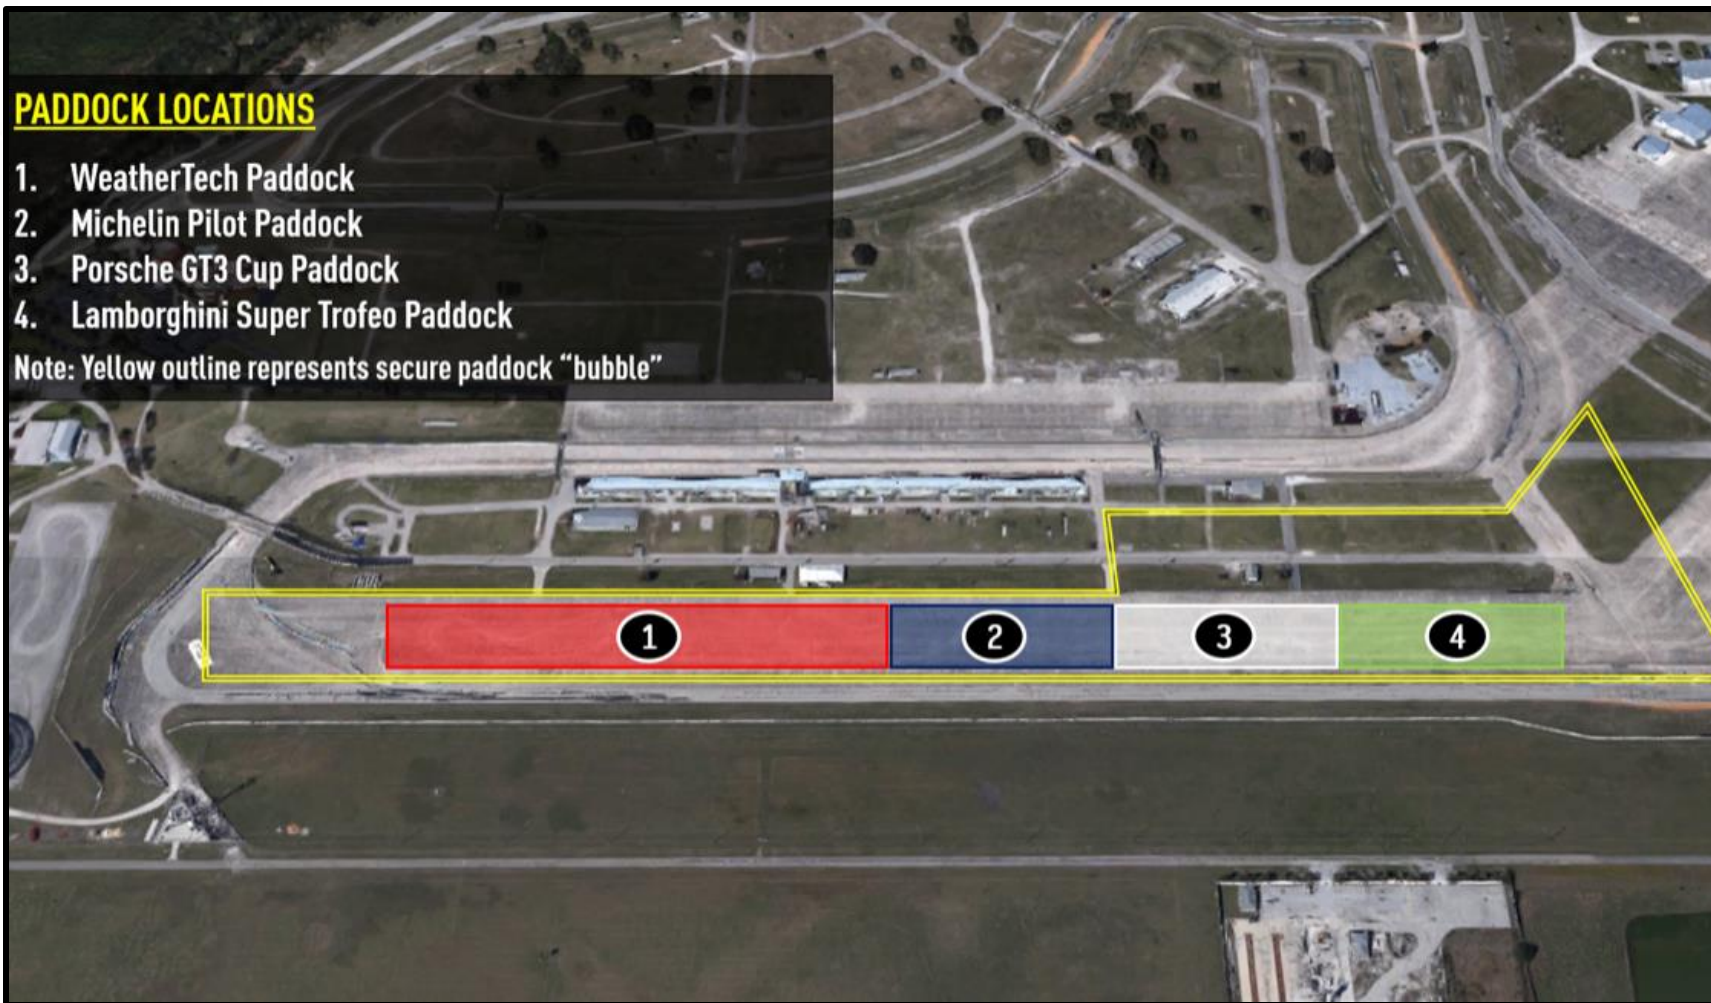 PADDOCK LOCATIONS
1. WeatherTech Paddock
2. Michelin Pilot Paddock
3. Porsche GT3 Cup Paddock
4. Lamborghini Super Trofeo Paddock
Note: Yellow outline represents secure paddock “bubble”
1 2 3 4